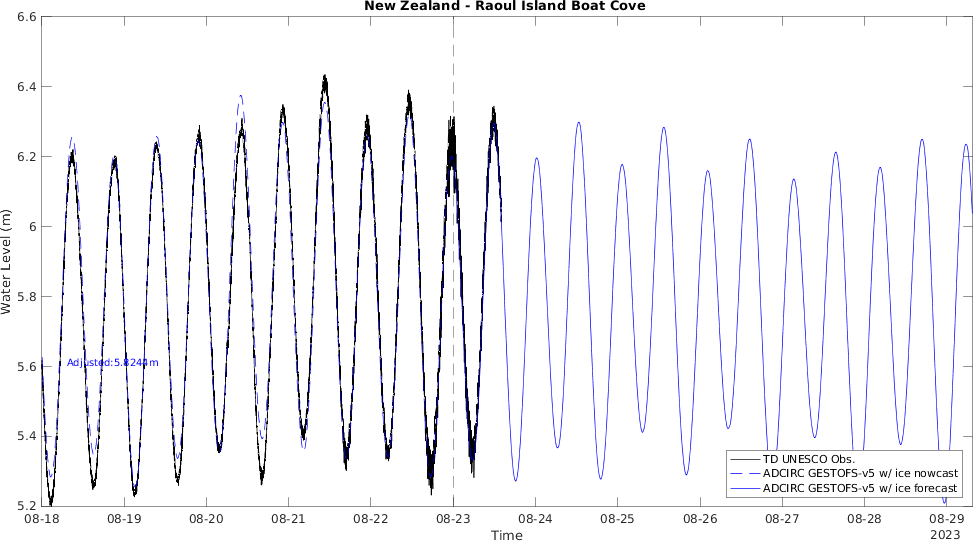 New Zealand - Raoul Island Boat Cove
6.6
6.4
6.2
6
5.8
5.6
5.4
5.2
Water Level (m)
Adjusted:5.8244m
TD UNESCO Obs.
ADCIRC GESTOFS-v5 w/ ice nowcast
ADCIRC GESTOFS-v5 w/ ice forecast
08-18 08-19 08-20 08-21 08-22 08-23 08-24 08-25 08-26 08-27 08-28 08-29
Time 2023